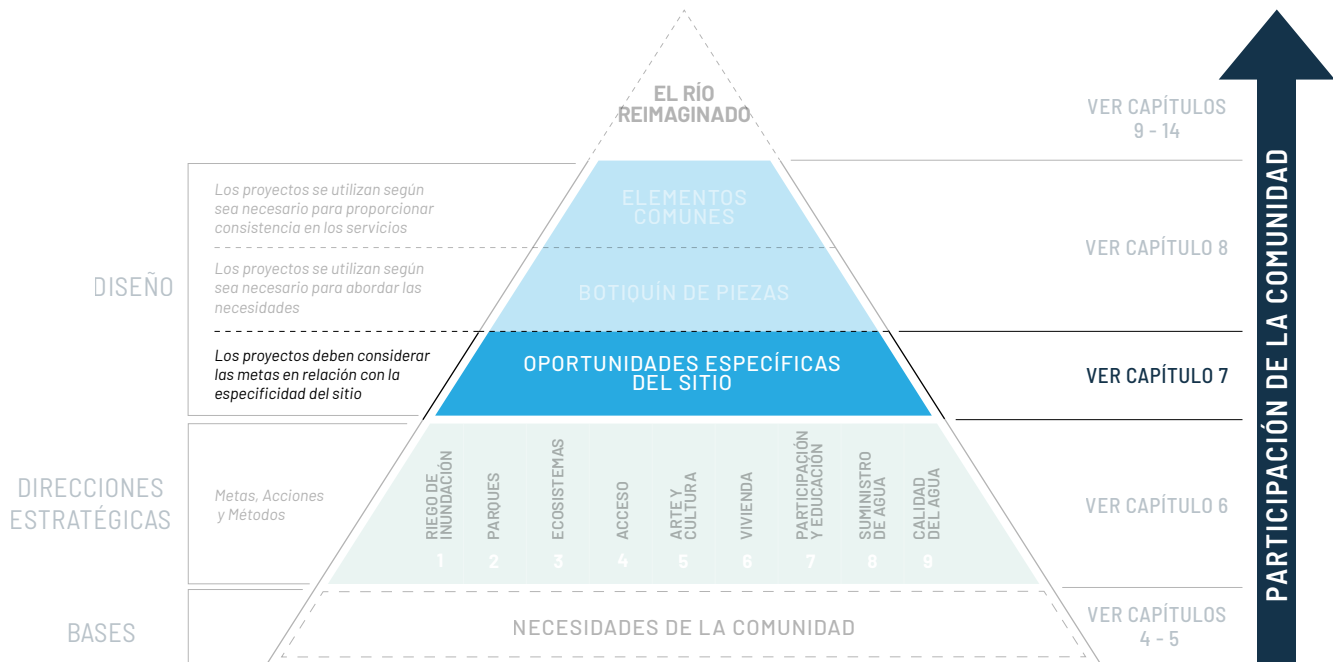 EL RÍO
REIMAGINADO
VER CAPÍTULOS
9 - 14
DISEÑO
Los proyectos se utilizan según
sea necesario para proporcionar
consistencia en los servicios
ELEMENTOS
COMUNES
VER CAPÍTULO 8
Los proyectos se utilizan según
sea necesario para abordar las
necesidades
BOTIQUÍN DE PIEZAS
Los proyectos deben considerar
las metas en relación con la
especificidad del sitio
OPORTUNIDADES ESPECÍFICAS
DEL SITIO
VER CAPÍTULO 7
DIRECCIONES
ESTRATÉGICAS
Metas, Acciones
y Métodos
RIEGO DE
INUNDACIÓN
1
PARQUES
2
ECOSISTEMAS
3
ACCESO
4
ARTE Y
CULTURA
5
VIVIENDA
6
PARTICIPACIÓN
Y EDUCACIÓN
7
SUMINISTRO
DE AGUA
8
CALIDAD
DEL AGUA
9
VER CAPÍTULO 6
BASES
NECESIDADES DE LA COMUNIDAD
VER CAPÍTULOS
4 - 5
PARTICIPACIÓN DE LA COMUNIDAD